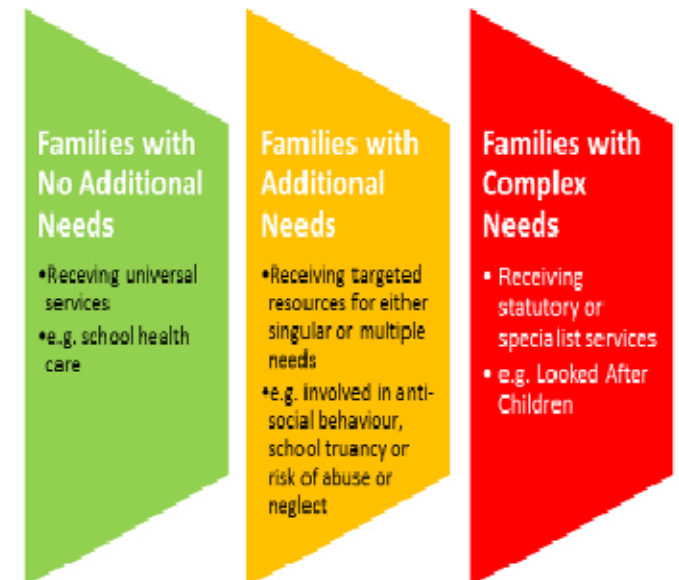 Families with
No Additional
Needs
•Receving universal
services
•e.g. school health
care
Families with
Additional
Needs
•Receiving targeted
resources for either
singular or multiple
needs
•e.g. involved in anti-
social behaviour,
school truancy or
risk of abuse or
neglect
Families with
Complex
Needs
• Receiving
statutory or
specialist services
• e.g. Looked After
Children